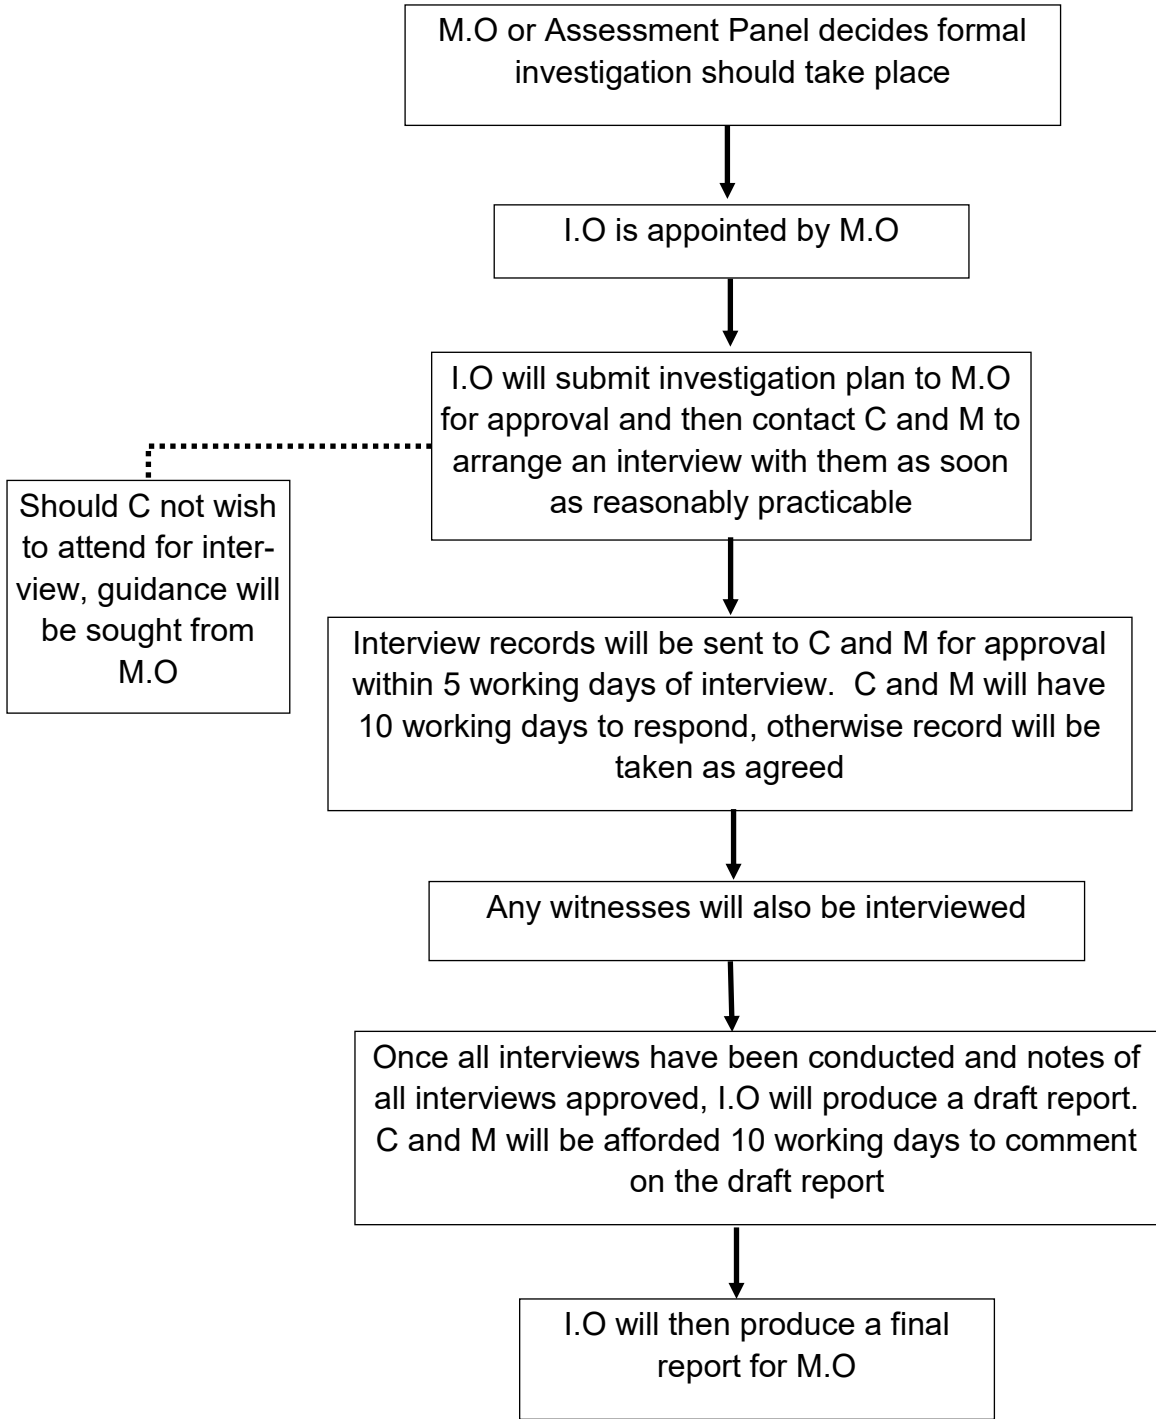 M.O or Assessment Panel decides formal
investigation should take place
I.O is appointed by M.O
I.O will submit investigation plan to M.O
for approval and then contact C and M to
arrange an interview with them as soon
as reasonably practicable
Should C not wish
to attend for inter-
view, guidance will
be sought from
M.O
Interview records will be sent to C and M for approval
within 5 working days of interview.  C and M will have
10 working days to respond, otherwise record will be
taken as agreed
Any witnesses will also be interviewed
Once all interviews have been conducted and notes of
all interviews approved, I.O will produce a draft report.
C and M will be afforded 10 working days to comment
on the draft report
I.O will then produce a final
report for M.O